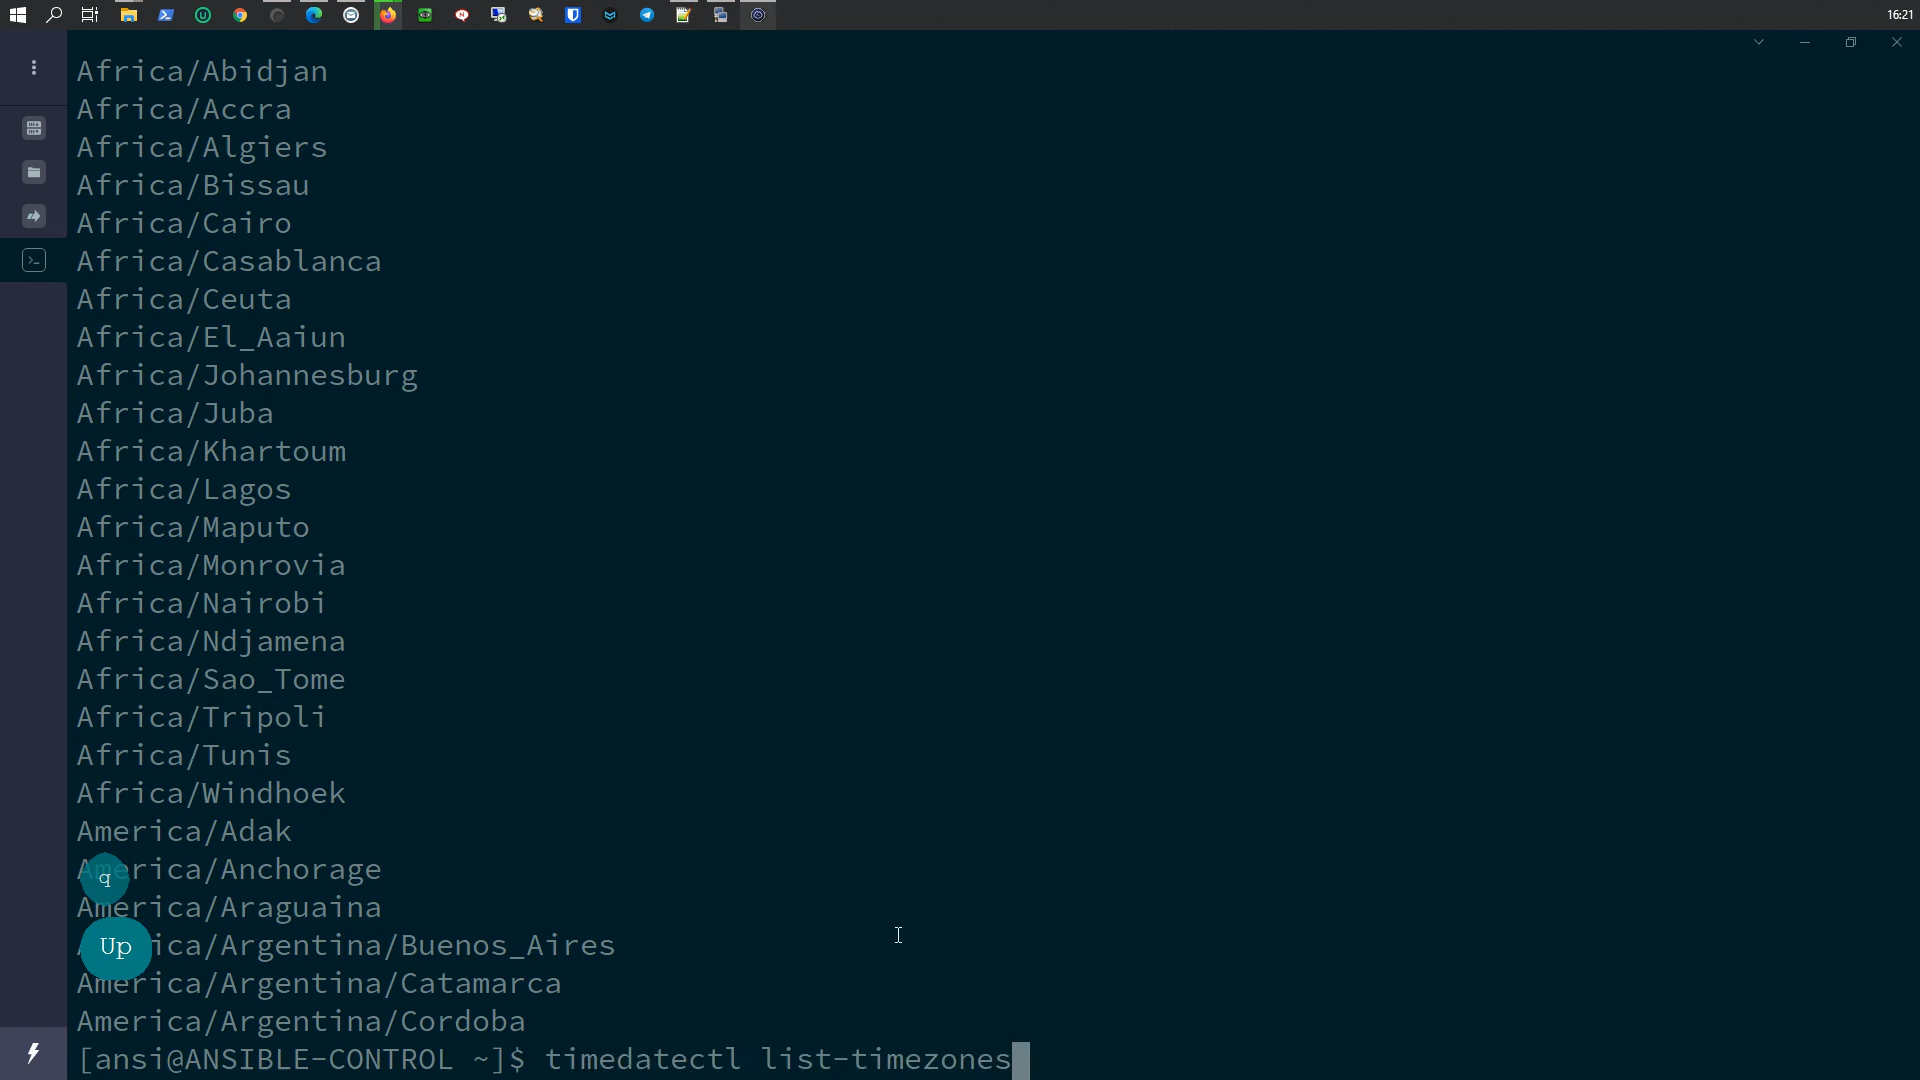 16:21
Africa/Abidjan
Africa/Accra
Africa/Algiers
Africa/Bissau
Africa/Cairo
Africa/Casablanca
Africa/Ceuta
Africa/El_Aaiun
Africa/Johannesburg
Africa/Juba
Africa/Khartoum
Africa/Lagos
Africa/Maputo
Africa/Monrovia
Africa/Nairobi
Africa/Ndjamena
Africa/Sao_Tome
Africa/Tripoli
Africa/Tunis
Africa/Windhoek
America/Adak
America/Anchorage
q
America/Araguaina
America/Argentina/Buenos_Aires
Up
America/Argentina/Catamarca
America/Argentina/Cordoba
[ansi@ANSIBLE-CONTROL ~]$ timedatectl list-timezones